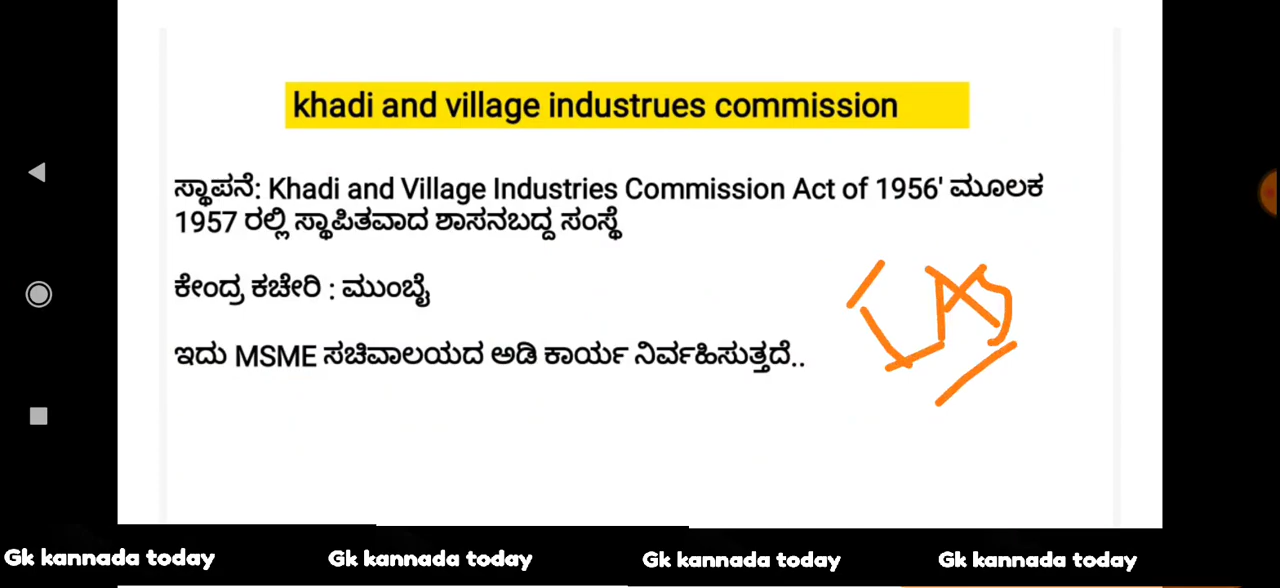 khadi and village industrues commission
ಸ್ಥಾಪನೆ: Khadi and Village Industries Commission Act of 1956' ಮೂಲಕ
1957 ರಲ್ಲಿ ಸ್ಥಾಪಿತವಾದ ಶಾಸನಬದ್ದ ಸಂಸ್ಥೆ
ಕೇಂದ್ರ ಕಚೇರಿ : ಮುಂಬೈ
ಇದು MSME ಸಚಿವಾಲಯದ ಅಡಿ ಕಾರ್ಯ ನಿರ್ವಹಿಸುತ್ತದೆ..
Gk kannada today Gk kannada today Gk kannada today Gk kannada today